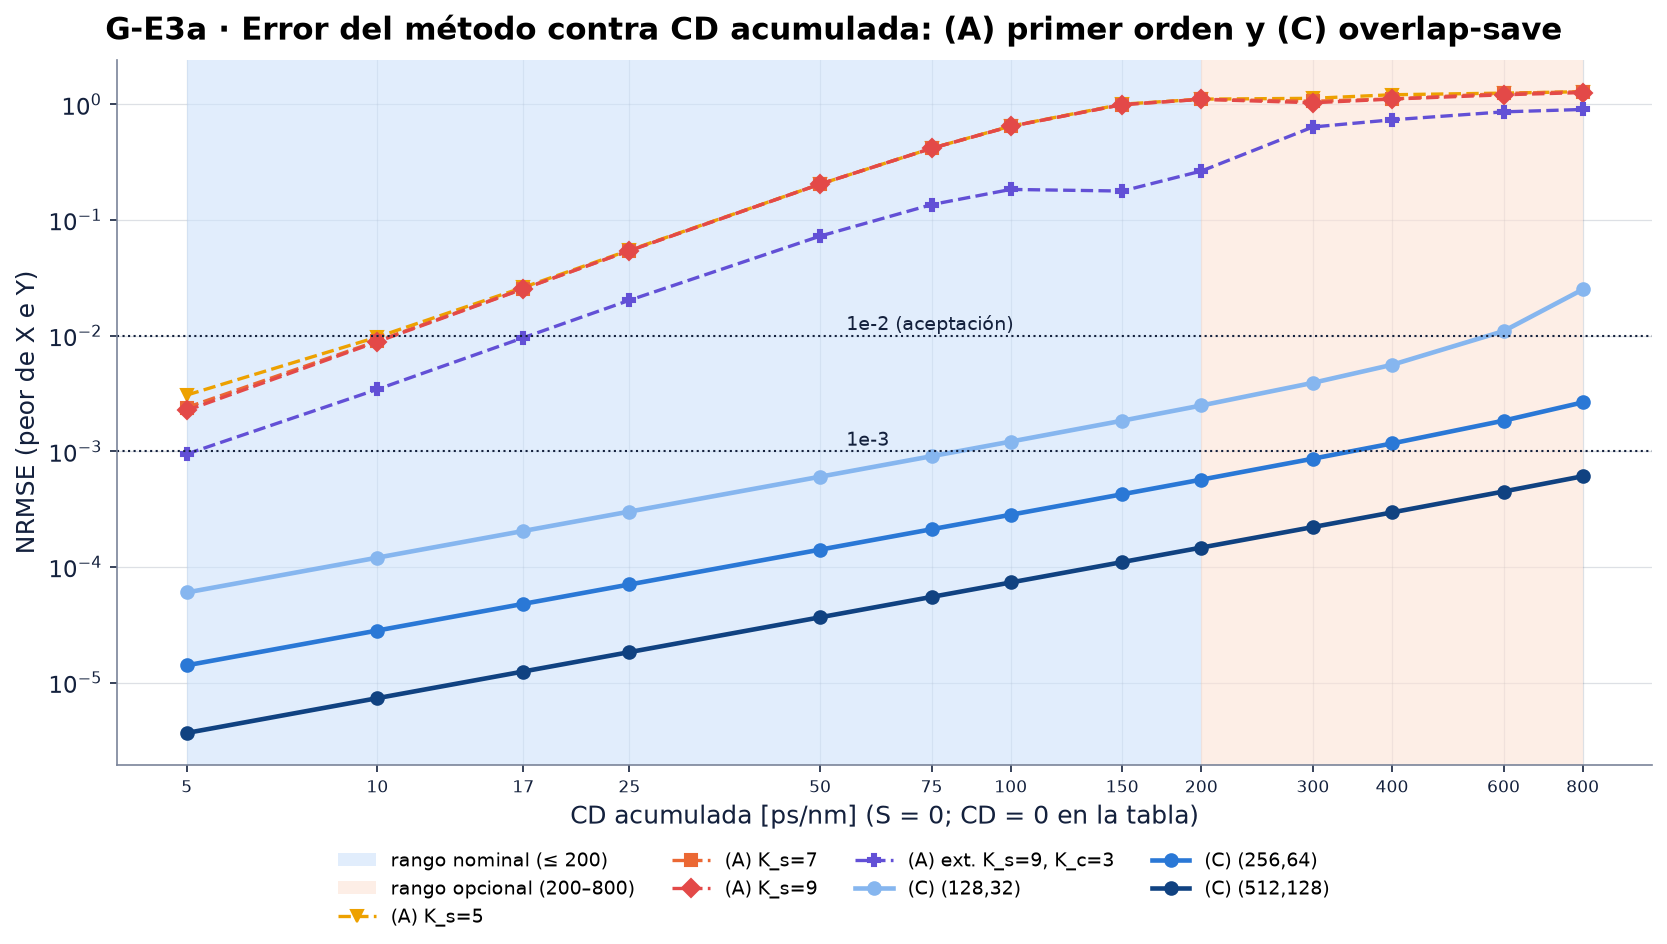 G-E3a · Error del método contra CD acumulada: (A) primer orden y (C) overlap-save
NRMSE (peor de X e Y)
10⁰
10⁻¹
10⁻²
10⁻³
10⁻⁴
10⁻⁵
1e-2 (aceptación)
1e-3
5 10 17 25 50 75 100 150 200 300 400 600 800
CD acumulada [ps/nm] (S = 0; CD = 0 en la tabla)
rango nominal (≤ 200)
rango opcional (200–800)
(A) K_s=5
(A) K_s=7
(A) K_s=9
(A) ext. K_s=9, K_c=3
(C) (128,32)
(C) (256,64)
(C) (512,128)